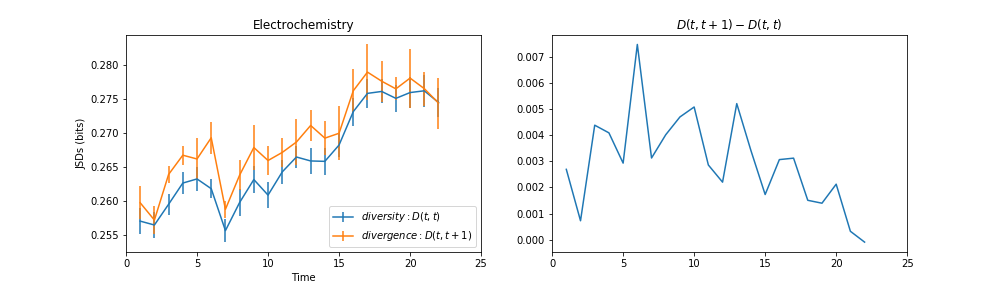 Electrochemistry
JSDs (bits)
0.280
0.275
0.270
0.265
0.260
0.255
0 5 10 15 20 25
Time
diversity : D(t, t)
divergence : D(t, t + 1)
D(t, t + 1) − D(t, t)
0.007
0.006
0.005
0.004
0.003
0.002
0.001
0.000
0 5 10 15 20 25